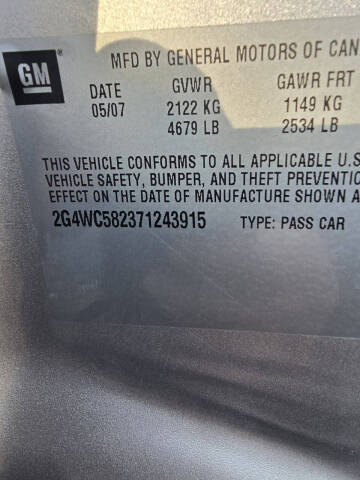 GM
MFD BY GENERAL MOTORS OF CAN
DATE GVWR GAWR FRT
05/07 2122 KG 1149 KG
4679 LB 2534 LB
THIS VEHICLE CONFORMS TO ALL APPLICABLE U.S
VEHICLE SAFETY, BUMPER, AND THEFT PREVENTIO
EFFECT ON THE DATE OF MANUFACTURE SHOWN A
2G4WC582371243915 TYPE: PASS CAR